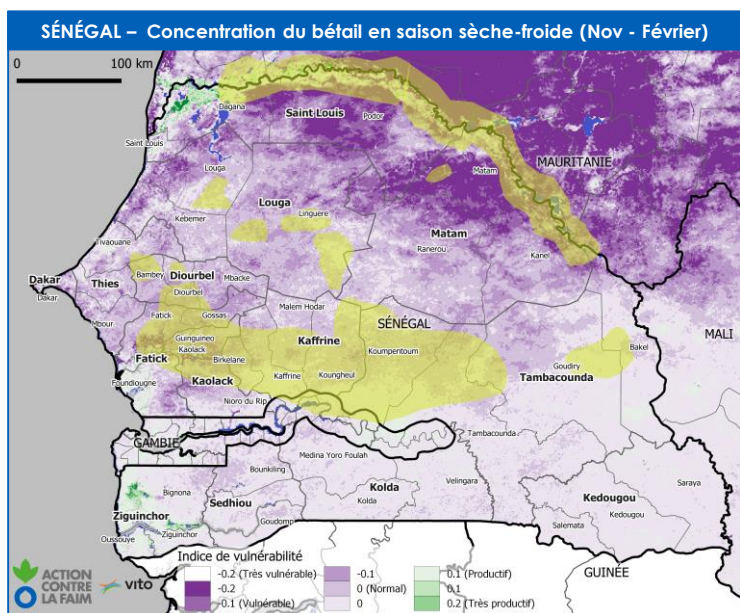 SÉNÉGAL – Concentration du bétail en saison sèche-froide (Nov - Février)
0 100 km
Dagana
Saint Louis
Podor
Saint Louis
MAURITANIE
Louga
Matam
Louga
Kebemer
Linguere
Matam
Ranerou
Kanel
Tivaouane
Bambey
Diourbel
Mbacke
Dakar
Thies
Dakar
Diourbel
MALI
Mbour
Fatick
Gossas
Malem Hodar
SÉNÉGAL
Guinguineo
Kaffrine
Kaolack
Koumpentoum
Bakel
Fatick
Birkelane
Goudiry
Foundiougne
Kaolack
Kaffrine
Koungheul
Tambacounda
Nioro du Rip
Tambacounda
GAMBIE
Medina Yoro Foulah
Bounkiling
Velingara
Saraya
Bignona
Kolda
Kedougou
Sedhiou
Kolda
Kedougou
Ziguinchor
Goudomp
Salemata
Oussouye
Ziguinchor
GUINÉE
Indice de vulnérabilité
-0.2 (Très vulnérable) -0.1 0.1 (Productif)
-0.2 0 (Normal) 0.1
0.1 (Vulnérable) 0 0.2 (Très productif)
ACTION
CONTRE
LA FAIM
vito